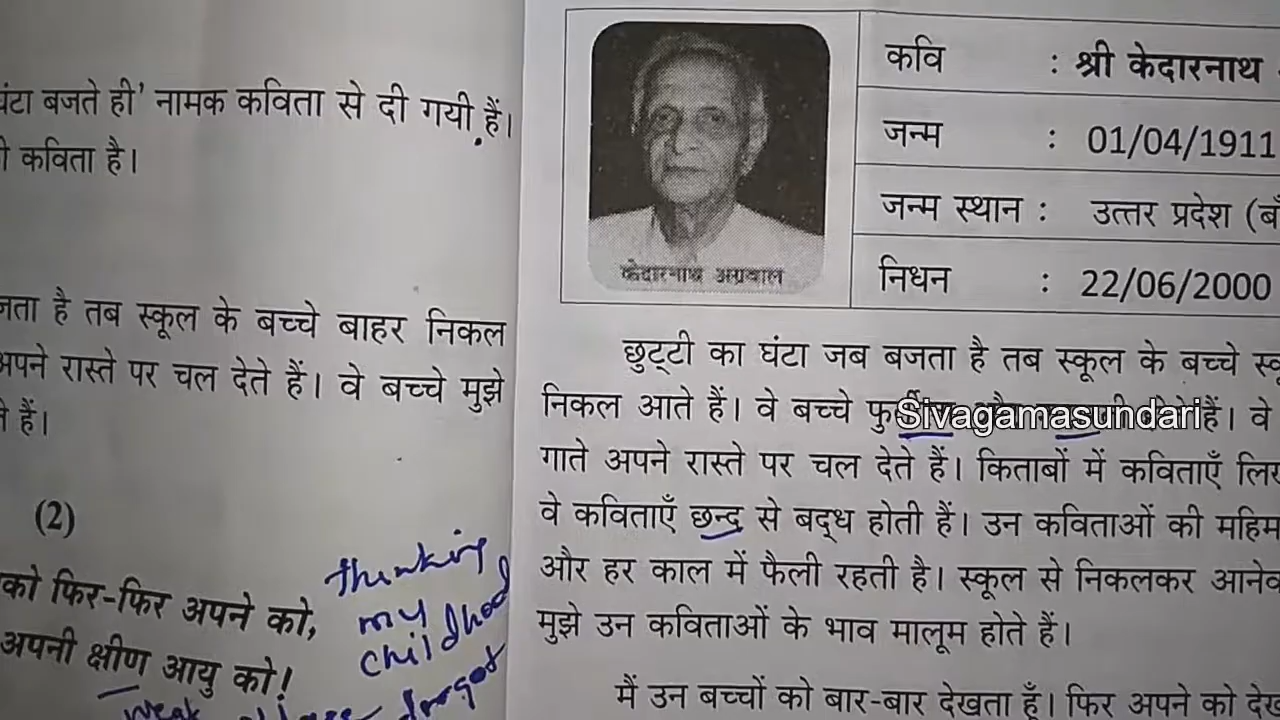 घंटा बजते ही' नामक कविता से दी गयी हैं।
कविता है।
है तब स्कूल के बच्चे बाहर निकल
अपने रास्ते पर चल देते हैं। वे बच्चे मुझे
हैं।
(2)
को फिर-फिर अपने को,
अपनी क्षीण आयु को!
thinking
my
childhood
weak
केदारनाथ अग्रवाल
कवि : श्री केदारनाथ
जन्म : 01/04/1911
जन्म स्थान : उत्तर प्रदेश
निधन : 22/06/2000
छुट्टी का घंटा जब बजता है तब स्कूल के बच्चे
निकल आते हैं। वे बच्चे हैं। वे
Sivagamasundari
गाते अपने रास्ते पर चल देते हैं। किताबों में कविताएँ
वे कविताएँ छन्द से बद्ध होती हैं। उन कविताओं की
और हर काल में फैली रहती है। स्कूल से निकलकर
मुझे उन कविताओं के भाव मालूम होते हैं।
मैं उन बच्चों को बार-बार देखता हूँ। फिर अपने को